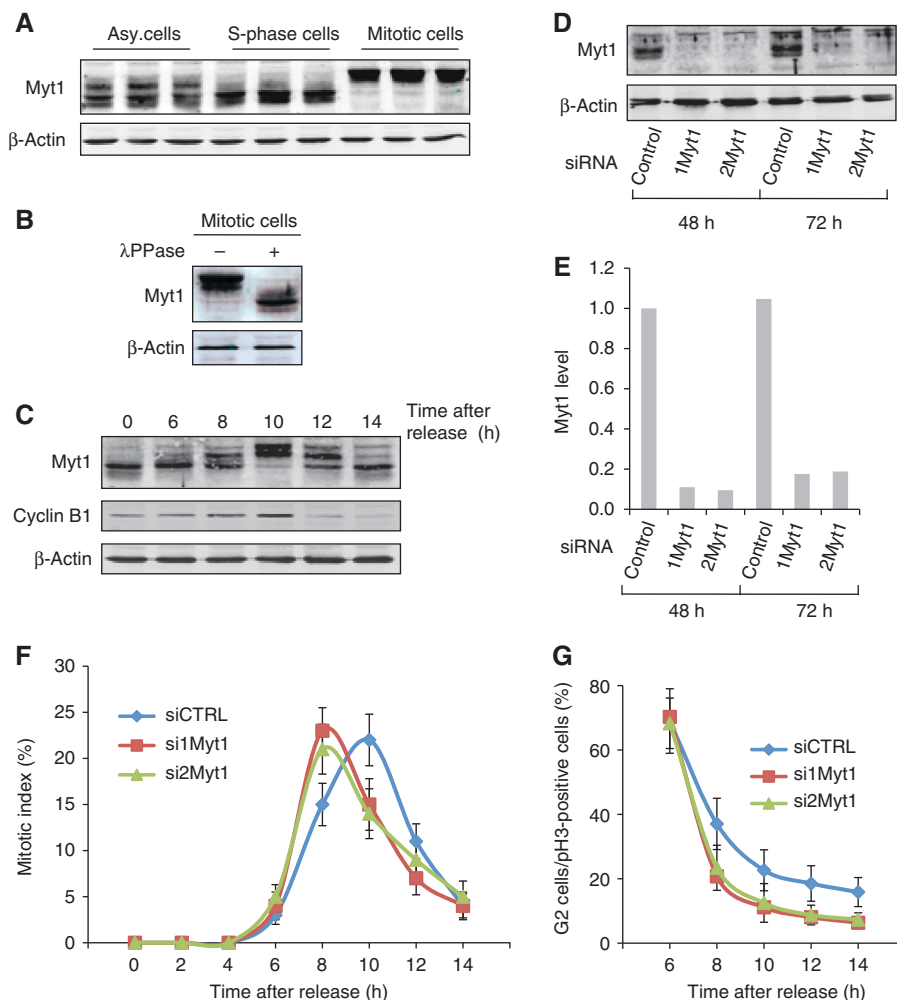 A
Asy.cells S-phase cells Mitotic cells
Myt1
β-Actin
B
Mitotic cells
λPPase – +
Myt1
β-Actin
C
0 6 8 10 12 14 Time after release (h)
Myt1
Cyclin B1
β-Actin
D
Myt1
β-Actin
siRNA
Control 1Myt1 2Myt1 Control 1Myt1 2Myt1
48 h 72 h
E
Myt1 level
1.2
1.0
0.8
0.6
0.4
0.2
0.0
siRNA
Control 1Myt1 2Myt1 Control 1Myt1 2Myt1
48 h 72 h
F
Mitotic index (%)
30
25
20
15
10
5
0
siCTRL
si1Myt1
si2Myt1
0 2 4 6 8 10 12 14
Time after release (h)
G
G2 cells/pH3-positive cells (%)
80
60
40
20
0
siCTRL
si1Myt1
si2Myt1
6 8 10 12 14
Time after release (h)